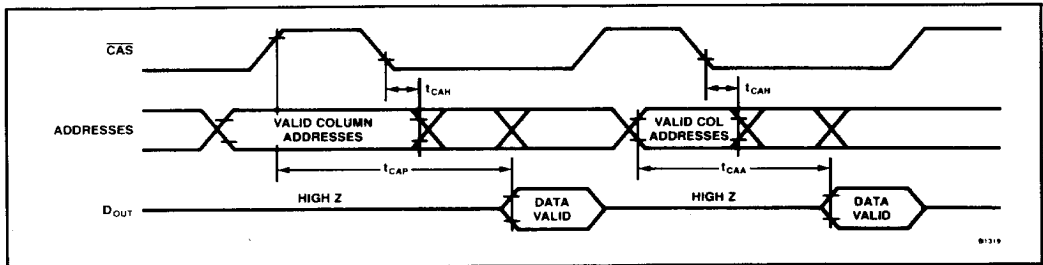 CAS
tCAH
tCAH
ADDRESSES
VALID COLUMN
ADDRESSES
VALID COL
ADDRESSES
tCAP
tCAA
DOUT
HIGH Z
DATA
VALID
HIGH Z
DATA
VALID
01319